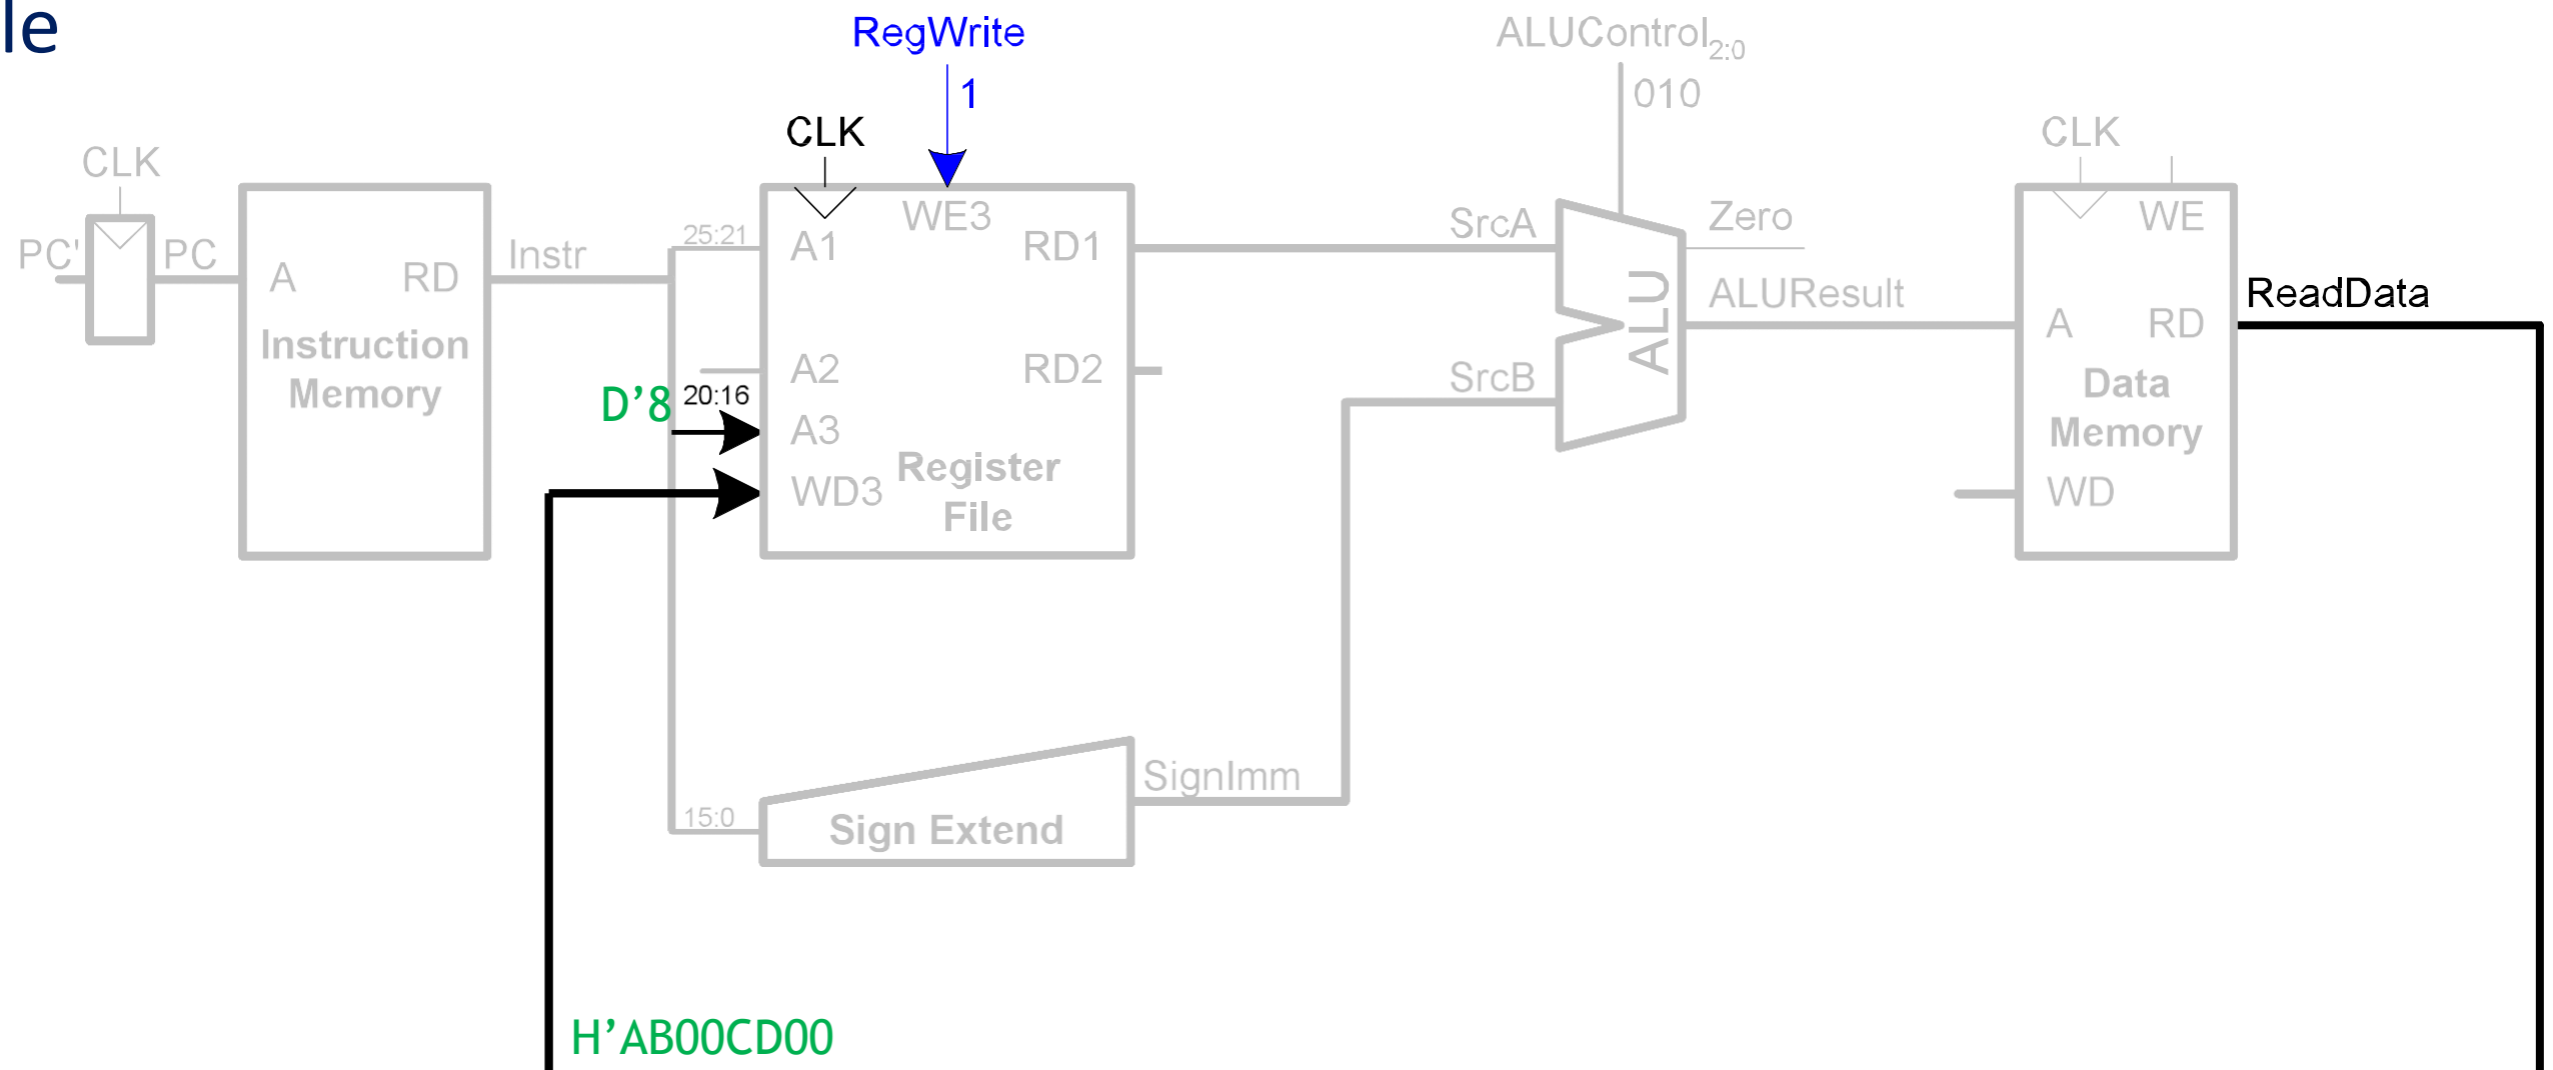 le
RegWrite
1
ALUControl2:0
010
CLK
CLK
CLK
PC'
PC
A
RD
Instruction
Memory
Instr
25:21
A1
WE3
RD1
A2
RD2
D’8
20:16
A3
WD3
Register
File
SrcA
SrcB
ALU
Zero
ALUResult
WE
A
RD
Data
Memory
WD
ReadData
15:0
Sign Extend
SignImm
H’AB00CD00